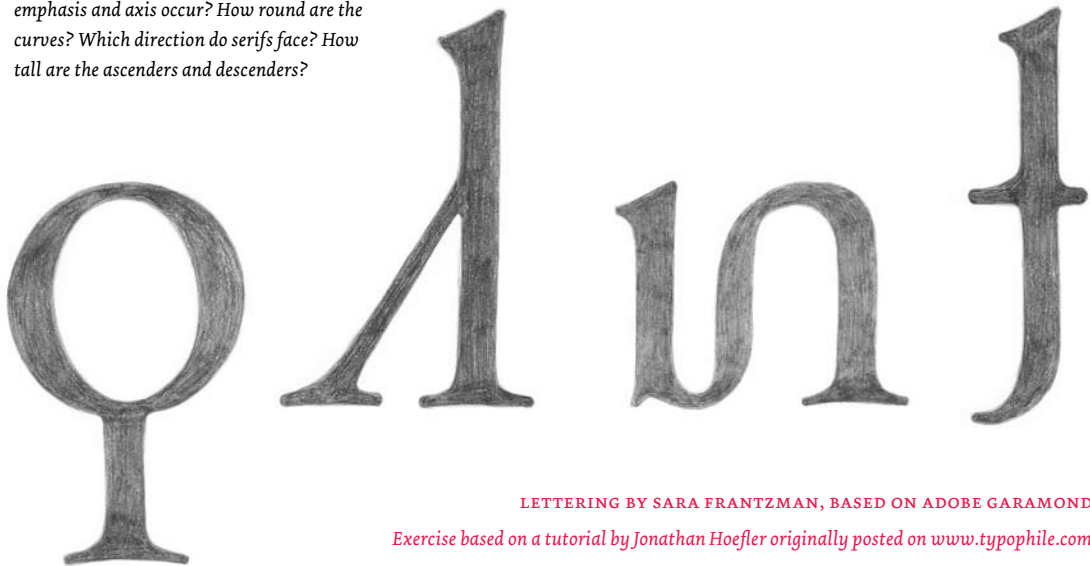 emphasis and axis occur? How round are the
curves? Which direction do serifs face? How
tall are the ascenders and descenders?
LETTERING BY SARA FRANTZMAN, BASED ON ADOBE GARAMOND
Exercise based on a tutorial by Jonathan Hoefler originally posted on www.typophile.com